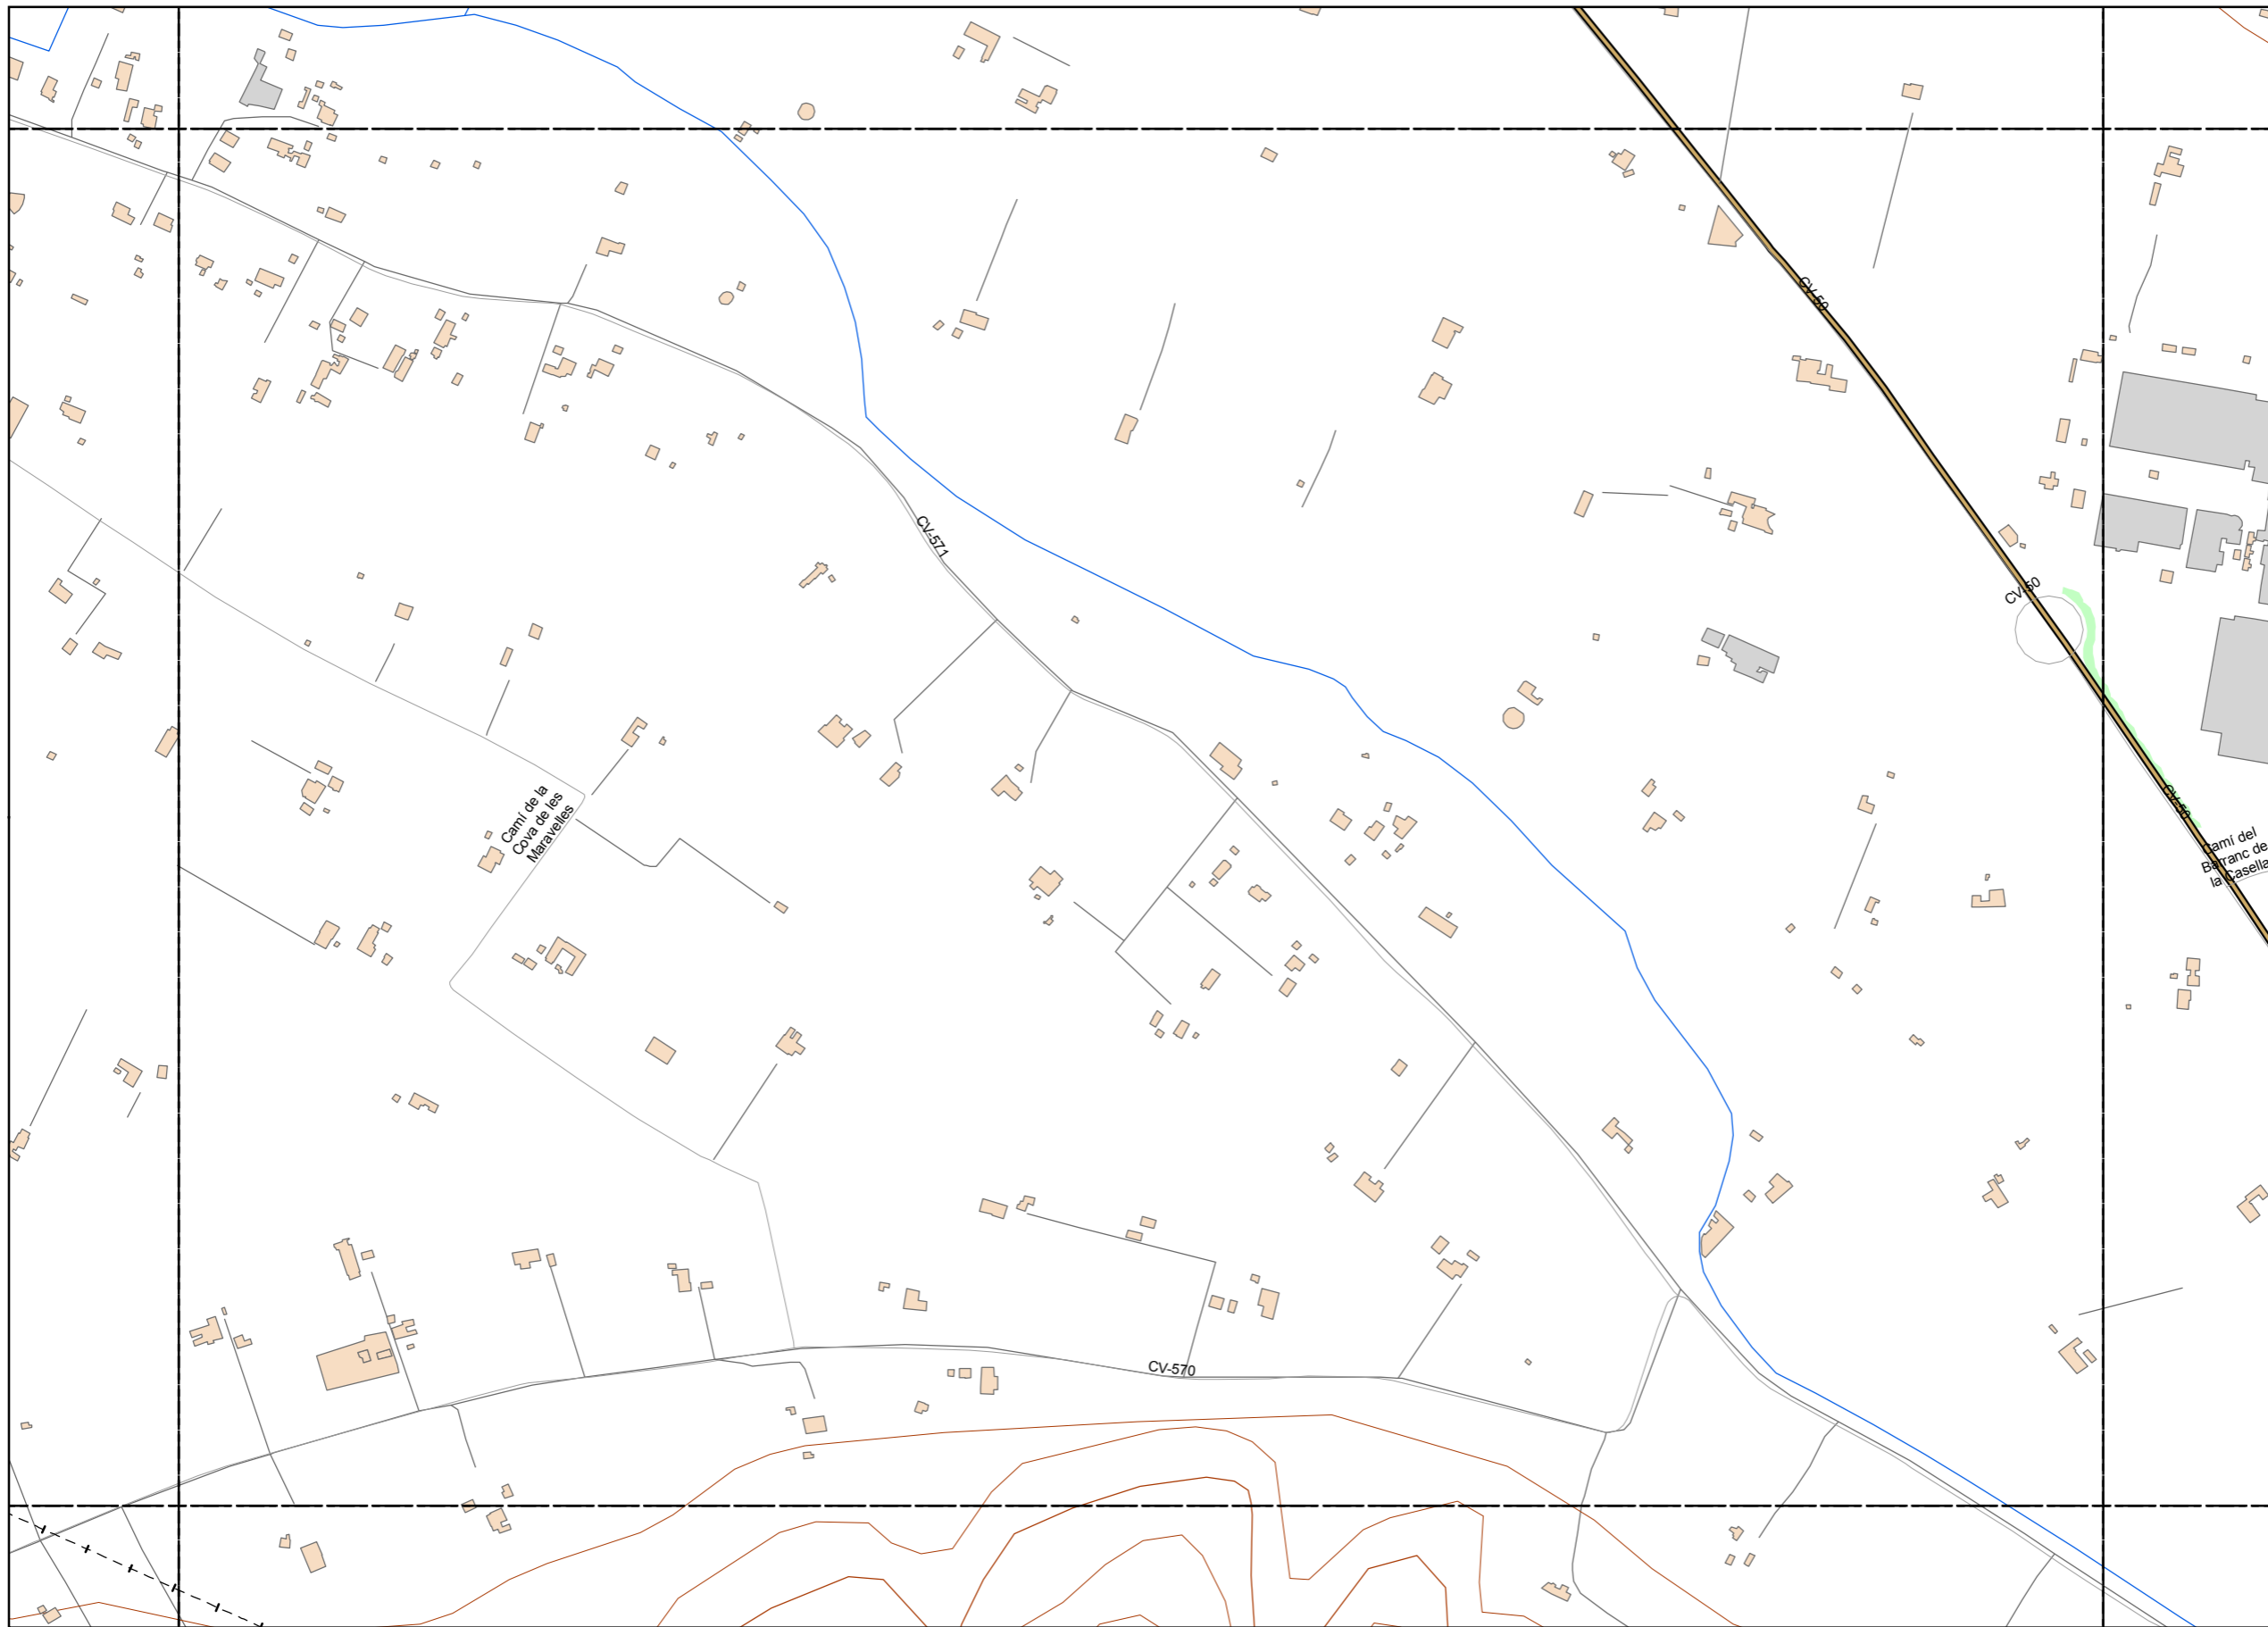 CV-50
CV-571
CV-50
Camí de la
Cova de les
Maravelles
CV-50
Camí del
Barranc de
la Casella
CV-570